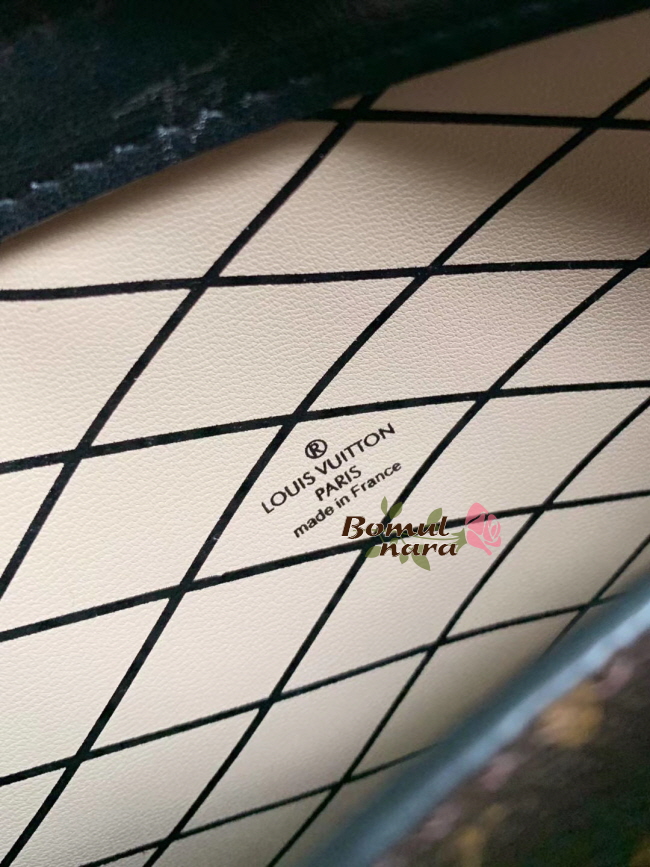 ®
LOUIS VUITTON
PARIS
made in France
Bomul
nara